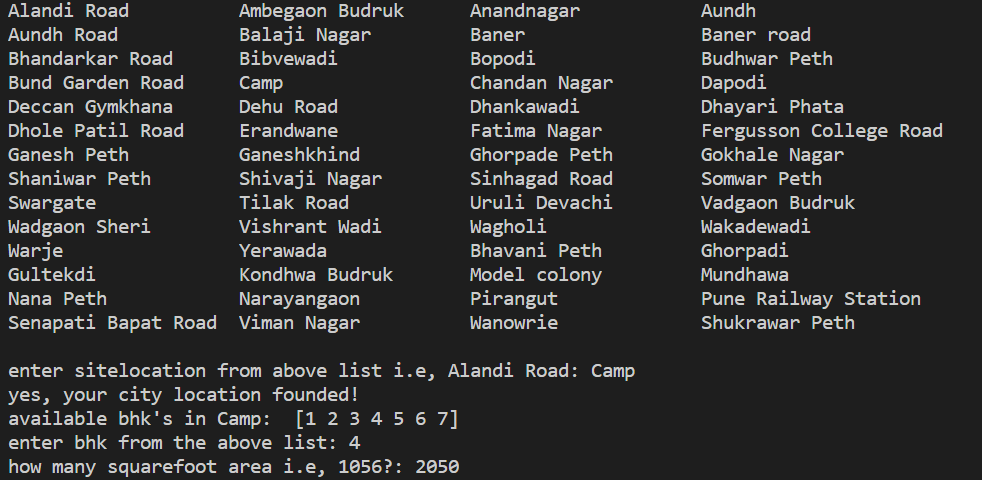 Alandi Road Ambegaon Budruk Anandnagar Aundh
Aundh Road Balaji Nagar Baner Baner road
Bhandarkar Road Bibvewadi Bopodi Budhwar Peth
Bund Garden Road Camp Chandan Nagar Dapodi
Deccan Gymkhana Dehu Road Dhankawadi Dhayari Phata
Dhole Patil Road Erandwane Fatima Nagar Fergusson College Road
Ganesh Peth Ganeshkhind Ghorpade Peth Gokhale Nagar
Shaniwar Peth Shivaji Nagar Sinhagad Road Somwar Peth
Swargate Tilak Road Uruli Devachi Vadgaon Budruk
Wadgaon Sheri Vishrant Wadi Wagholi Wakadewadi
Warje Yerawada Bhavani Peth Ghorpadi
Gultekdi Kondhwa Budruk Model colony Mundhawa
Nana Peth Narayangaon Pirangut Pune Railway Station
Senapati Bapat Road Viman Nagar Wanowrie Shukrawar Peth
enter sitelocation from above list i.e, Alandi Road: Camp
yes, your city location founded!
available bhk's in Camp: [1 2 3 4 5 6 7]
enter bhk from the above list: 4
how many squarefoot area i.e, 1056?: 2050